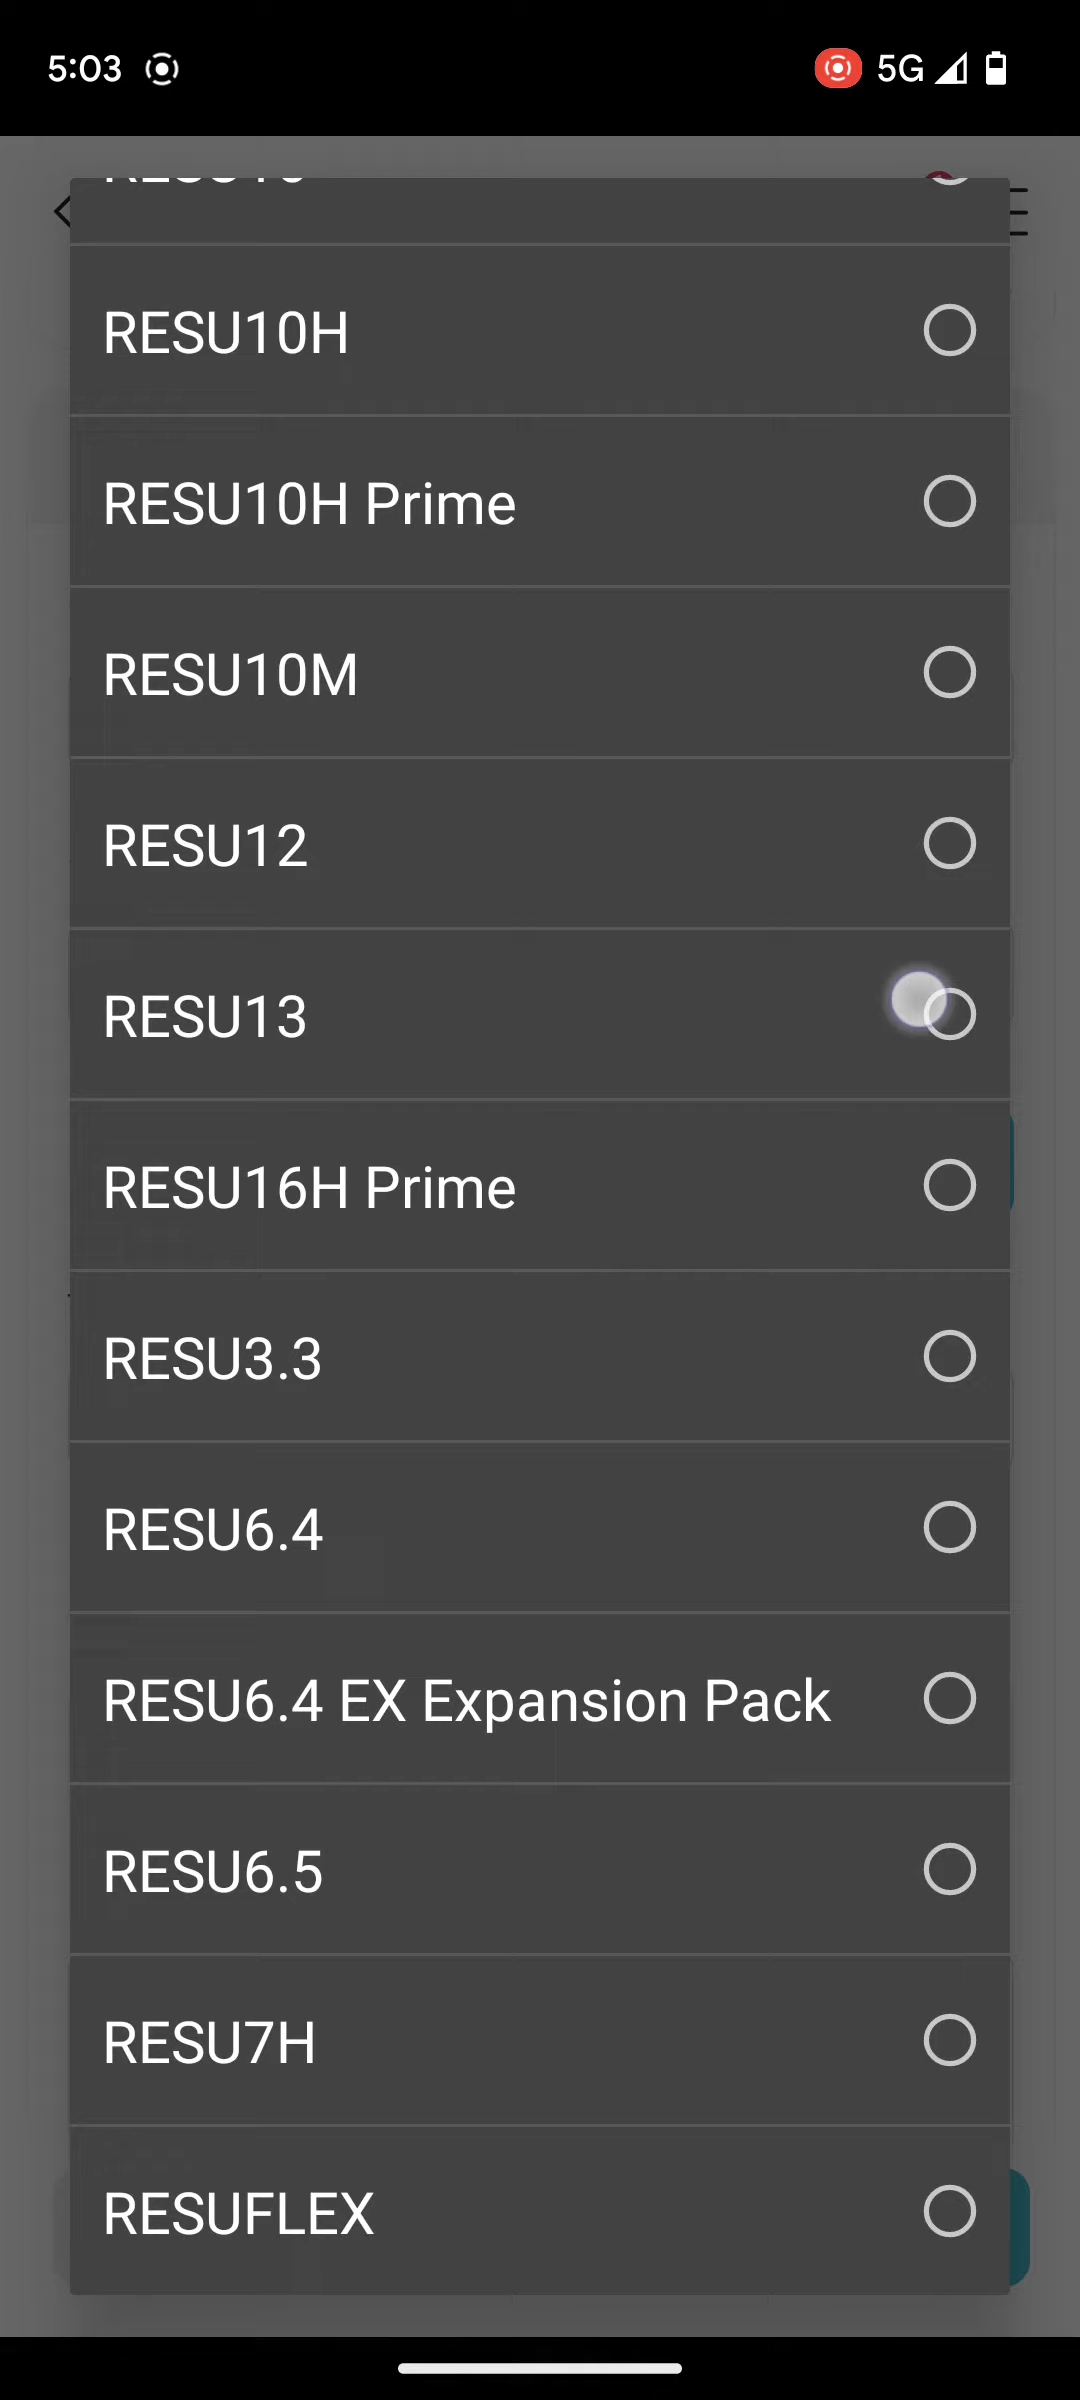 5:03
5G
RESU10H
RESU10H Prime
RESU10M
RESU12
RESU13
RESU16H Prime
RESU3.3
RESU6.4
RESU6.4 EX Expansion Pack
RESU6.5
RESU7H
RESUFLEX